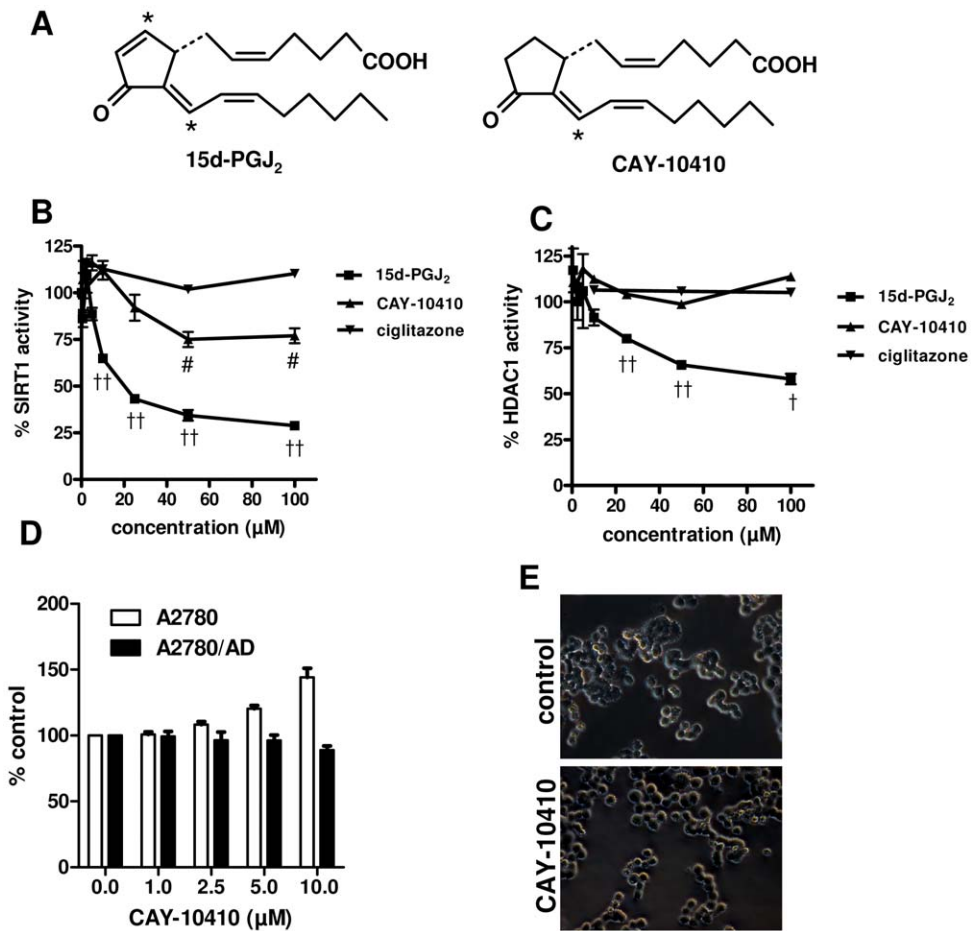 A
*
COOH
O
*
15d-PGJ₂
COOH
O
*
CAY-10410
B
% SIRT1 activity
125
100
75
50
25
0
0 20 40 60 80 100
concentration (µM)
# #
†† †† †† ††
15d-PGJ₂
CAY-10410
ciglitazone
C
% HDAC1 activity
125
100
75
50
25
0
0 20 40 60 80 100
concentration (µM)
†† †† †
15d-PGJ₂
CAY-10410
ciglitazone
D
% control
200
150
100
50
0
A2780
A2780/AD
0.0 1.0 2.5 5.0 10.0
CAY-10410 (µM)
E
control
CAY-10410